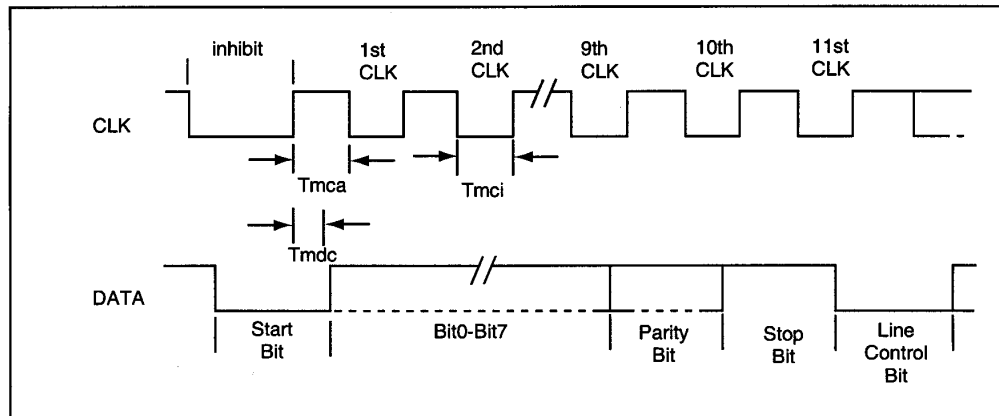 inhibit
1st
CLK
2nd
CLK
9th
CLK
10th
CLK
11st
CLK
CLK
Tmca
Tmci
Tmdc
DATA
Start
Bit
Bit0-Bit7
Parity
Bit
Stop
Bit
Line
Control
Bit